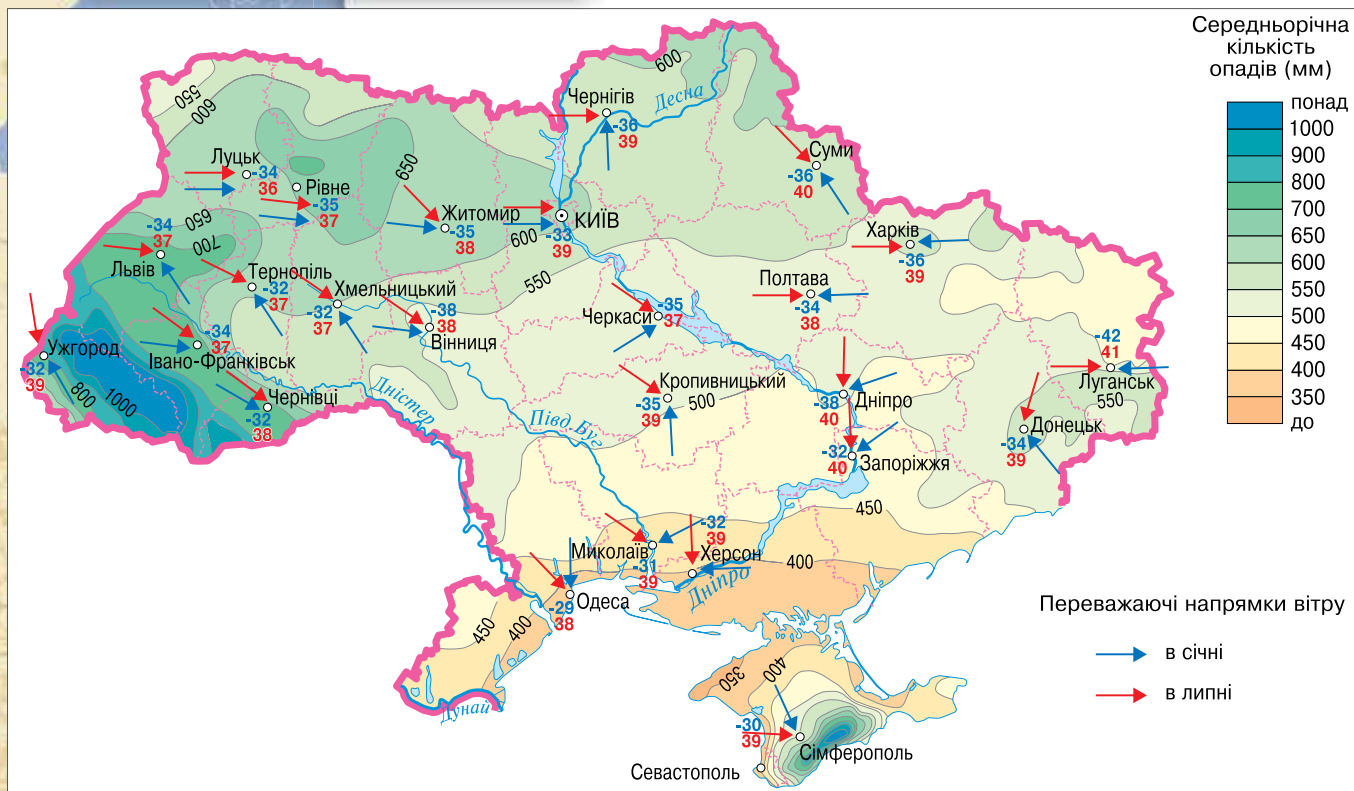 Середньорічна
кількість
опадів (мм)
понад
1000
900
800
700
650
600
550
500
450
400
350
до
550
600
600
Чернігів
Десна
-36
39
Суми
-36
40
Луцьк
-34
36
Рівне
-35
37
650
Житомир
-35
38
КИЇВ
-33
39
600
Харків
-36
39
650
700
-34
37
Львів
Тернопіль
-32
37
Хмельницький
-32
37
550
Полтава
-34
38
-38
38
Вінниця
Черкаси
-35
37
-34
37
Івано-Франківськ
Ужгород
-32
39
800
1000
Чернівці
-32
38
Дністер
Півд Буг
Кропивницький
-35
39
500
Дніпро
-38
40
-42
41
Луганськ
550
Донецьк
-34
39
-32
40
Запоріжжя
450
-32
39
Миколаїв
-31
39
Херсон
400
Дніпро
Одеса
-29
38
450
400
Дунай
350
400
-30
39
Сімферополь
Севастополь
Переважаючі напрямки вітру
в січні
в липні